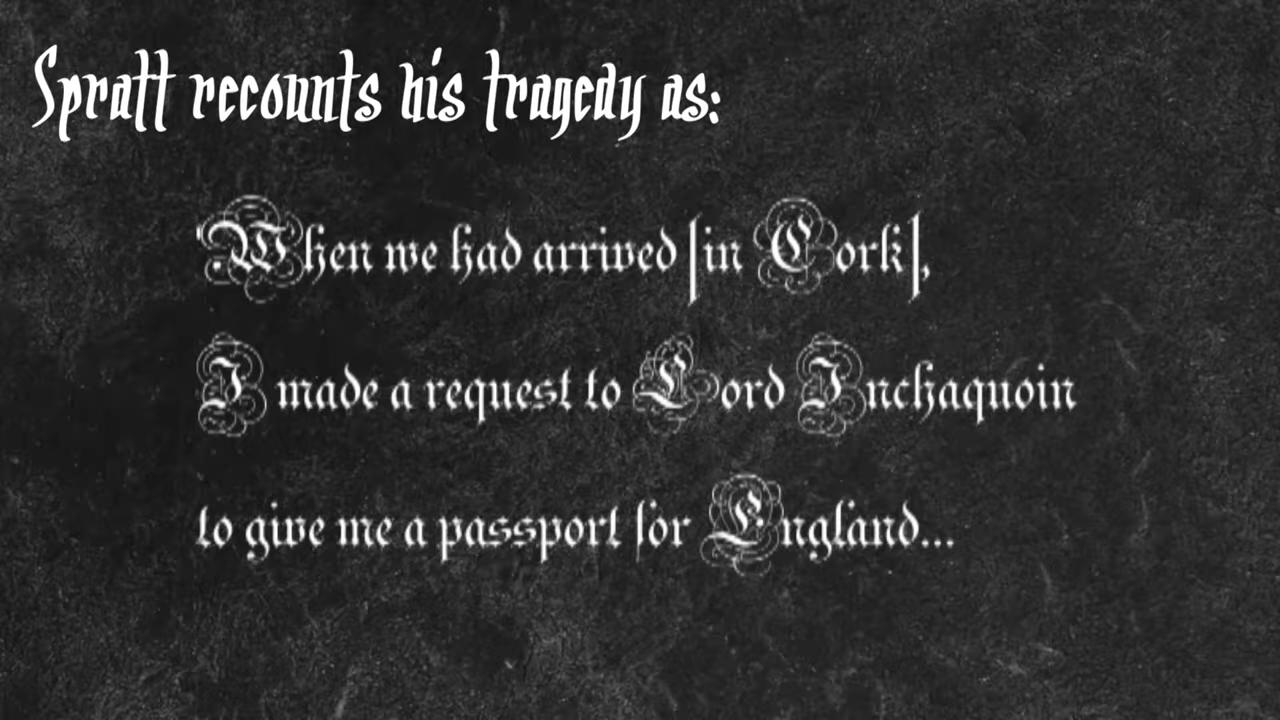 Spratt recounts his tragedy as:
'When we had arrived [in Cork],
I made a request to Lord Inchaquoin
to give me a passport for England...